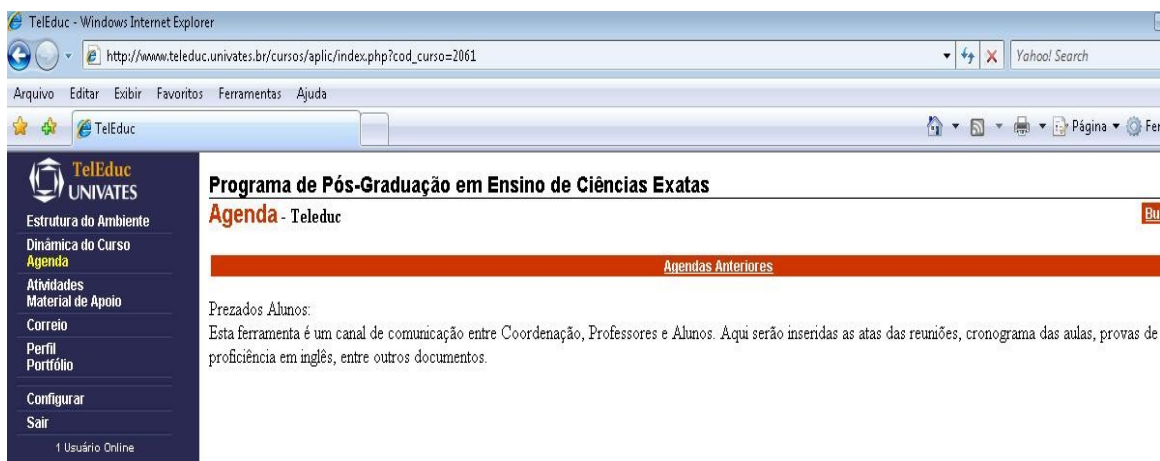 TelEduc - Windows Internet Explorer
http://www.teleduc.univates.br/cursos/aplic/index.php?cod_curso=2061
Yahoo! Search
Arquivo Editar Exibir Favoritos Ferramentas Ajuda
TelEduc
Página
Fer
TelEduc
UNIVATES
Estrutura do Ambiente
Dinâmica do Curso
Agenda
Atividades
Material de Apoio
Correio
Perfil
Portfólio
Configurar
Sair
1 Usuário Online
Programa de Pós-Graduação em Ensino de Ciências Exatas
Agenda - Teleduc
Bu
Agendas Anteriores
Prezados Alunos:
Esta ferramenta é um canal de comunicação entre Coordenação, Professores e Alunos. Aqui serão inseridas as atas das reuniões, cronograma das aulas, provas de
proficiência em inglês, entre outros documentos.